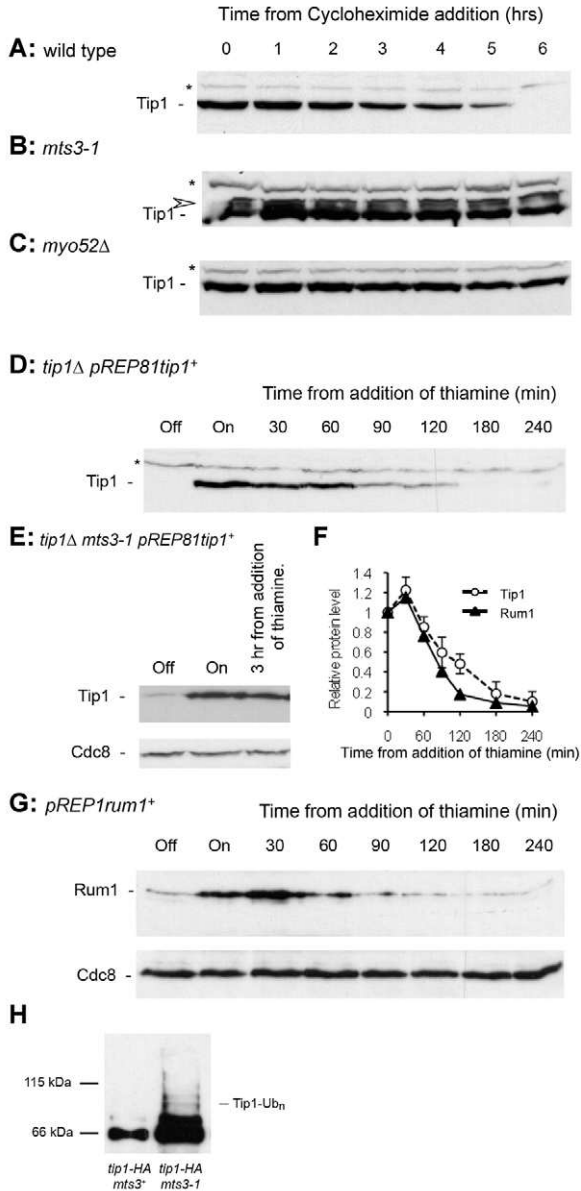 Time from Cycloheximide addition (hrs)
A: wild type 0 1 2 3 4 5 6
*
Tip1 -
B: mts3-1
*
Tip1 -
C: myo52Δ
*
Tip1 -
D: tip1Δ pREP81tip1⁺
Time from addition of thiamine (min)
Off On 30 60 90 120 180 240
*
Tip1 -
E: tip1Δ mts3-1 pREP81tip1⁺
Off On 3 hr from addition
of thiamine.
Tip1 -
Cdc8 -
F
Relative protein level
1.4
1.2
1
0.8
0.6
0.4
0.2
0
0 60 120 180 240
Time from addition of thiamine (min)
Tip1
Rum1
G: pREP1rum1⁺
Time from addition of thiamine (min)
Off On 30 60 90 120 180 240
Rum1 -
Cdc8 -
H
115 kDa
66 kDa
Tip1-Ubn
tip1-HA tip1-HA
mts3⁺ mts3-1